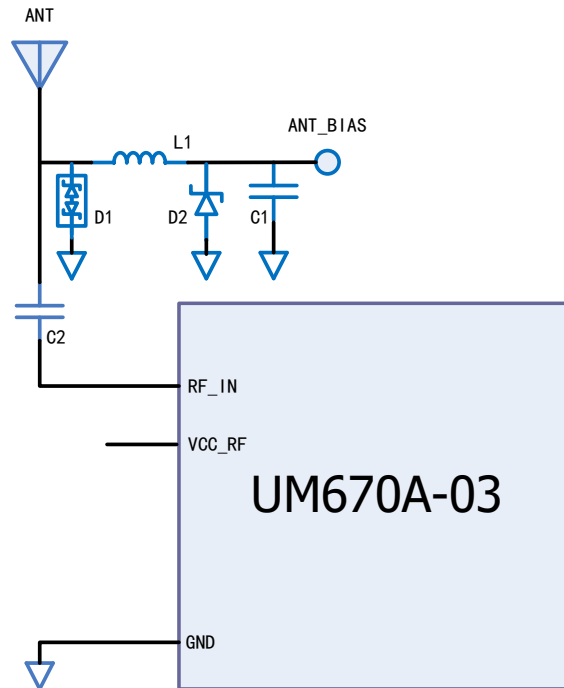 ANT
ANT_BIAS
L1
D1
D2
C1
C2
RF_IN
VCC_RF
UM670A-03
GND